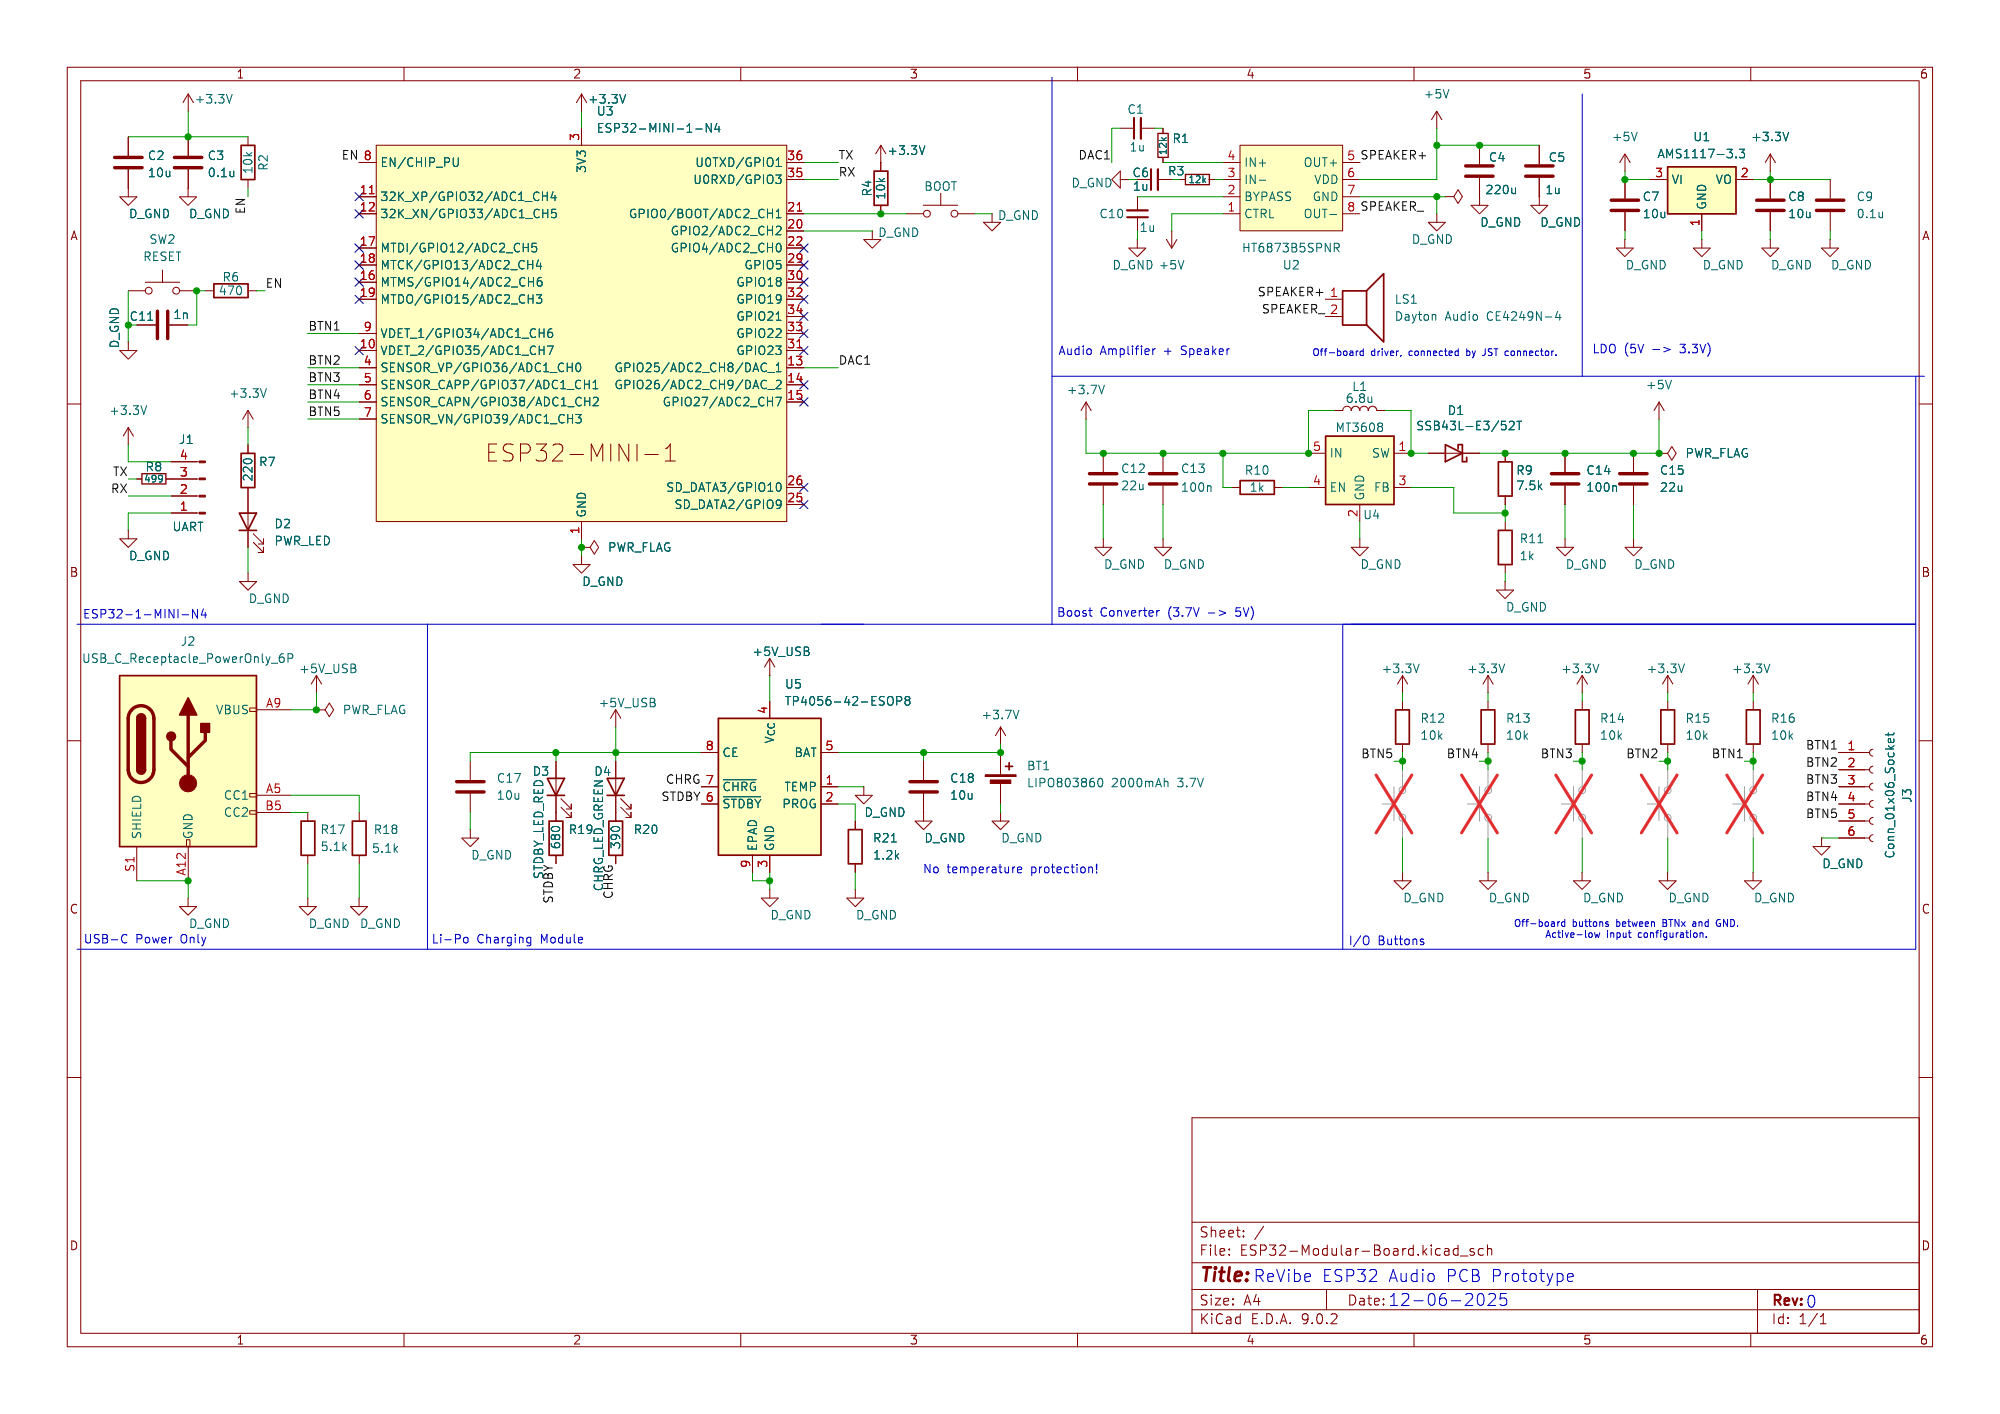 1 2 3 4 5 6
A
B
C
D
+3.3V
C2
10u
C3
0.1u
10k
R2
EN
D_GND
D_GND
SW2
RESET
R6
470
EN
C11
1n
D_GND
+3.3V
U3
ESP32-MINI-1-N4
3
3V3
EN 8 EN/CHIP_PU
11 32K_XP/GPIO32/ADC1_CH4
12 32K_XN/GPIO33/ADC1_CH5
17 MTDI/GPIO12/ADC2_CH5
18 MTCK/GPIO13/ADC2_CH4
16 MTMS/GPIO14/ADC2_CH6
19 MTDO/GPIO15/ADC2_CH3
BTN1 9 VDET_1/GPIO34/ADC1_CH6
10 VDET_2/GPIO35/ADC1_CH7
BTN2 4 SENSOR_VP/GPIO36/ADC1_CH0
BTN3 5 SENSOR_CAPP/GPIO37/ADC1_CH1
BTN4 6 SENSOR_CAPN/GPIO38/ADC1_CH2
BTN5 7 SENSOR_VN/GPIO39/ADC1_CH3
U0TXD/GPIO1 36 TX
U0RXD/GPIO3 35 RX
GPIO0/BOOT/ADC2_CH1 21
GPIO2/ADC2_CH2 20
GPIO4/ADC2_CH0 22
GPIO5 29
GPIO18 30
GPIO19 32
GPIO21 34
GPIO22 33
GPIO23 31
GPIO25/ADC2_CH8/DAC_1 13 DAC1
GPIO26/ADC2_CH9/DAC_2 14
GPIO27/ADC2_CH7 15
SD_DATA3/GPIO10 26
SD_DATA2/GPIO9 25
ESP32-MINI-1
GND
1
PWR_FLAG
D_GND
+3.3V
R4
10k
BOOT
D_GND
D_GND
+3.3V
J1
4
TX R8 499 3
RX 2
1
UART
D_GND
+3.3V
220
R7
D2
PWR_LED
D_GND
ESP32-1-MINI-N4
C1
1u
R1
12k
DAC1
D_GND
C6
1u
R3
12k
C10
1u
D_GND +5V
4 IN+
3 IN-
2 BYPASS
1 CTRL
OUT+ 5 SPEAKER+
VDD 6
GND 7
OUT- 8 SPEAKER_
HT6873B5SPNR
U2
+5V
C4
220u
C5
1u
D_GND
D_GND
D_GND
SPEAKER+ 1
SPEAKER_ 2
LS1
Dayton Audio CE4249N-4
Audio Amplifier + Speaker
Off-board driver, connected by JST connector.
+5V
U1
AMS1117-3.3
+3.3V
3 VI
VO 2
GND
1
C7
10u
C8
10u
C9
0.1u
D_GND
D_GND
D_GND
D_GND
LDO (5V -> 3.3V)
+3.7V
L1
6.8u
MT3608
5 IN
4 EN
GND
2
SW 1
FB 3
U4
D1
SSB43L-E3/52T
+5V
PWR_FLAG
C12
22u
C13
100n
R10
1k
R9
7.5k
C14
100n
C15
22u
R11
1k
D_GND
D_GND
D_GND
D_GND
D_GND
D_GND
Boost Converter (3.7V -> 5V)
J2
USB_C_Receptacle_PowerOnly_6P
+5V_USB
VBUS A9
PWR_FLAG
CC1 A5
CC2 B5
SHIELD
GND
S1
A12
R17
5.1k
R18
5.1k
D_GND
D_GND
D_GND
USB-C Power Only
+5V_USB
U5
TP4056-42-ESOP8
+5V_USB
4
Vcc
8 CE
CHRG 7 CHRG
STDBY 6 STDBY
BAT 5
TEMP 1
PROG 2
EPAD
GND
9
3
C17
10u
D_GND
D3
STDBY_LED_RED
680
R19
STDBY
D4
CHRG_LED_GREEN
390
R20
CHRG
D_GND
D_GND
R21
1.2k
D_GND
C18
10u
D_GND
+3.7V
BT1
LIPO803860 2000mAh 3.7V
D_GND
No temperature protection!
Li-Po Charging Module
+3.3V +3.3V +3.3V +3.3V +3.3V
R12 R13 R14 R15 R16
10k 10k 10k 10k 10k
BTN5 BTN4 BTN3 BTN2 BTN1
D_GND D_GND D_GND D_GND D_GND
BTN1 1
BTN2 2
BTN3 3
BTN4 4
BTN5 5
6
D_GND
Conn_01x06_Socket
J3
Off-board buttons between BTNx and GND.
Active-low input configuration.
I/O Buttons
Sheet: /
File: ESP32-Modular-Board.kicad_sch
Title: ReVibe ESP32 Audio PCB Prototype
Size: A4 Date: 12-06-2025 Rev: 0
KiCad E.D.A. 9.0.2 Id: 1/1
A
B
C
D
1 2 3 4 5 6